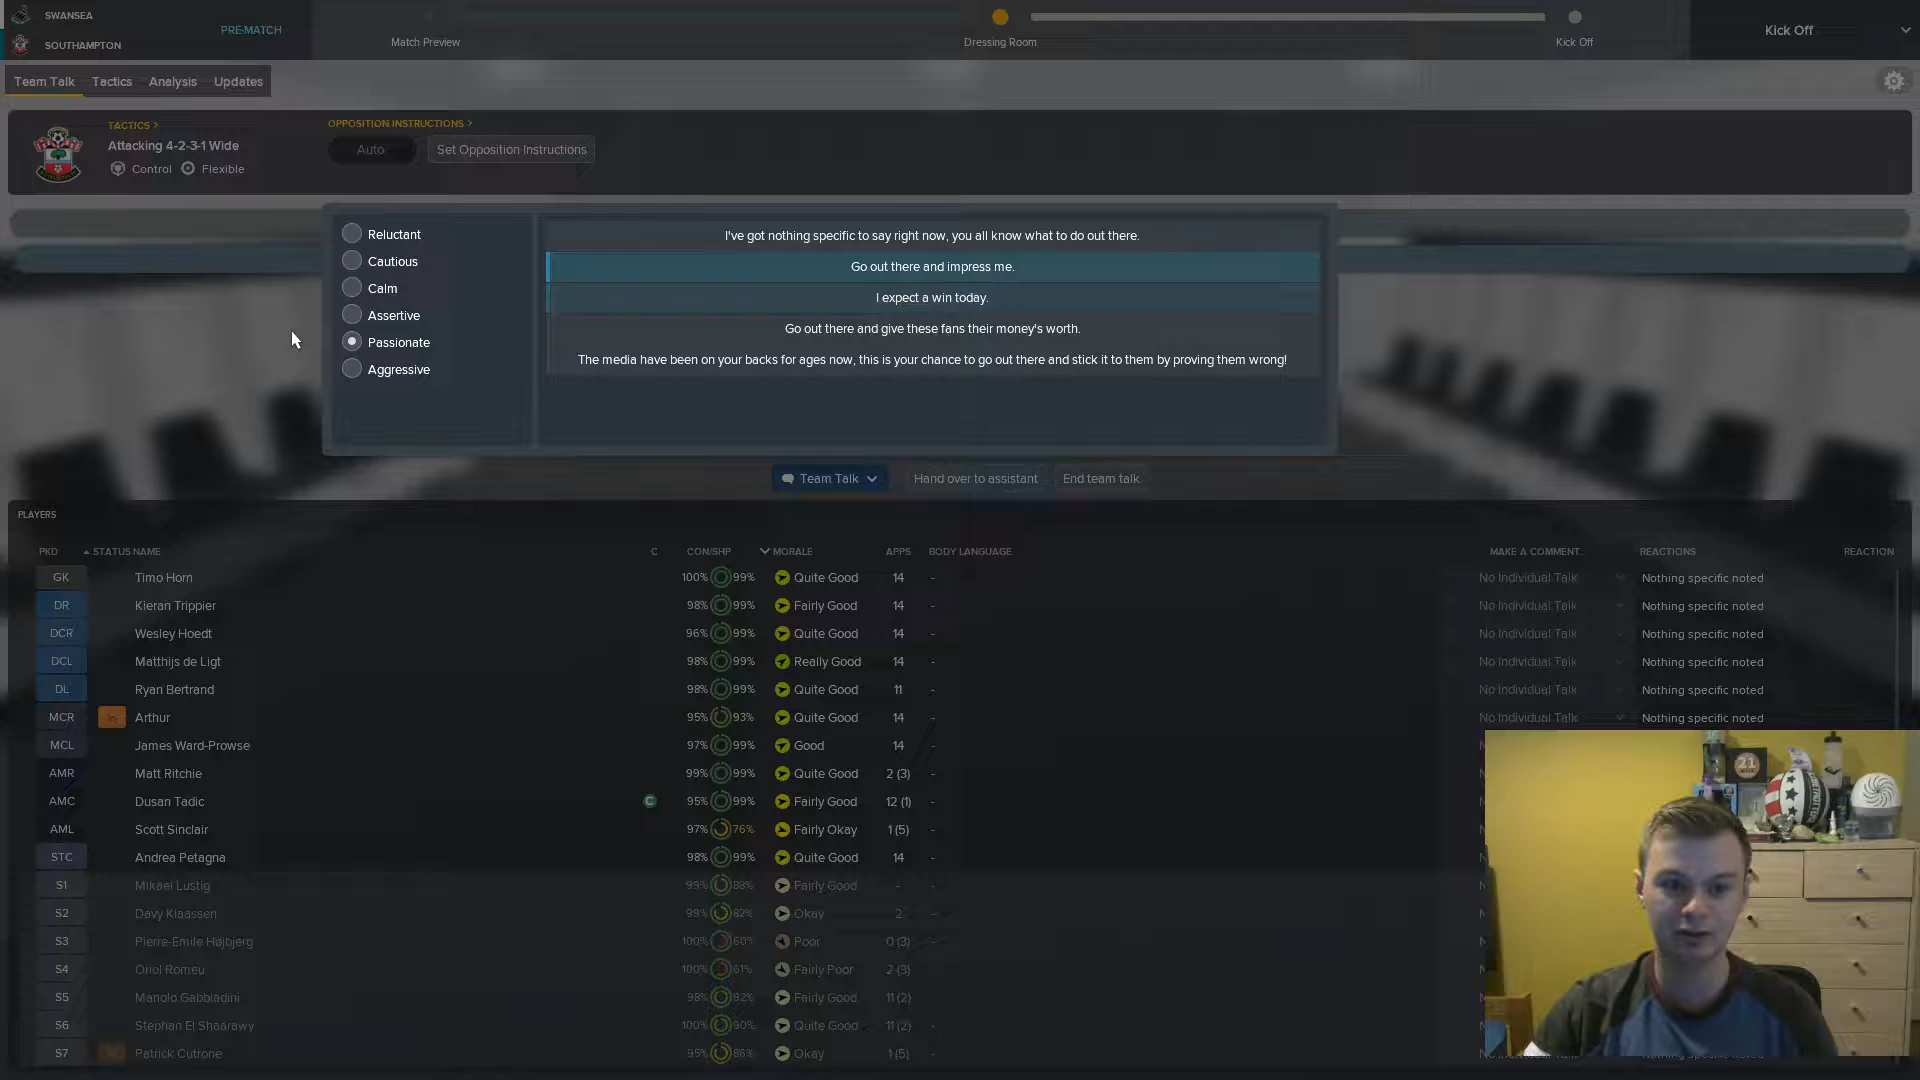 SWANSEA
SOUTHAMPTON
PRE-MATCH
Match Preview
Dressing Room
Kick Off
Kick Off
Team Talk
Tactics
Analysis
Updates
TACTICS >
Attacking 4-2-3-1 Wide
Control
Flexible
OPPOSITION INSTRUCTIONS >
Auto
Set Opposition Instructions
Reluctant
Cautious
Calm
Assertive
Passionate
Aggressive
I've got nothing specific to say right now, you all know what to do out there.
Go out there and impress me.
I expect a win today.
Go out there and give these fans their money's worth.
The media have been on your backs for ages now, this is your chance to go out there and stick it to them by proving them wrong!
Team Talk
Hand over to assistant
End team talk
PLAYERS
PKD STATUS NAME C CON/SHP MORALE APPS BODY LANGUAGE MAKE A COMMENT... REACTIONS REACTION
GK Timo Horn 100% 99% Quite Good 14 - No Individual Talk Nothing specific noted
DR Kieran Trippier 98% 99% Fairly Good 14 - No Individual Talk Nothing specific noted
DCR Wesley Hoedt 96% 99% Quite Good 14 - No Individual Talk Nothing specific noted
DCL Matthijs de Ligt 98% 99% Really Good 14 - No Individual Talk Nothing specific noted
DL Ryan Bertrand 98% 99% Quite Good 11 - No Individual Talk Nothing specific noted
MCR Arthur 95% 93% Quite Good 14 - No Individual Talk Nothing specific noted
MCL James Ward-Prowse 97% 99% Good 14 -
AMR Matt Ritchie 99% 99% Quite Good 2 (3) -
AMC Dusan Tadic C 95% 99% Fairly Good 12 (1) -
AML Scott Sinclair 97% 76% Fairly Okay 1 (5) -
STC Andrea Petagna 98% 99% Quite Good 14 -
S1 Mikael Lustig 99% 88% Fairly Good - -
S2 Davy Klaassen 99% 82% Okay 2 -
S3 Pierre-Emile Højbjerg 100% 60% Poor 0 (3) -
S4 Oriol Romeu 100% 61% Fairly Poor 2 (3) -
S5 Manolo Gabbiadini 98% 92% Fairly Good 11 (2)
S6 Stephan El Shaarawy 100% 90% Quite Good 11 (2) -
S7 Patrick Cutrone 95% 86% Okay 1 (5) -
21